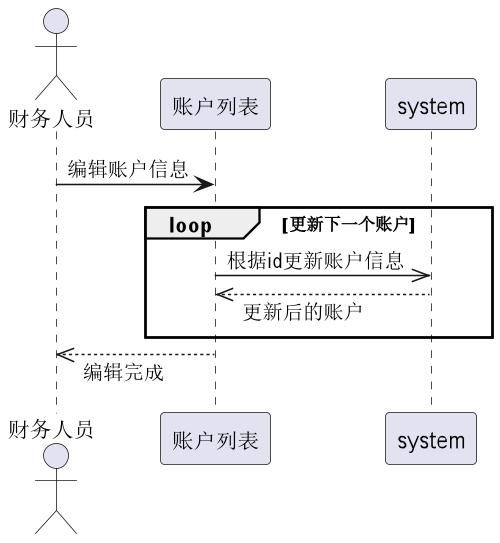 财务人员
账户列表
system
编辑账户信息
loop
[更新下一个账户]
根据id更新账户信息
更新后的账户
编辑完成
财务人员
账户列表
system